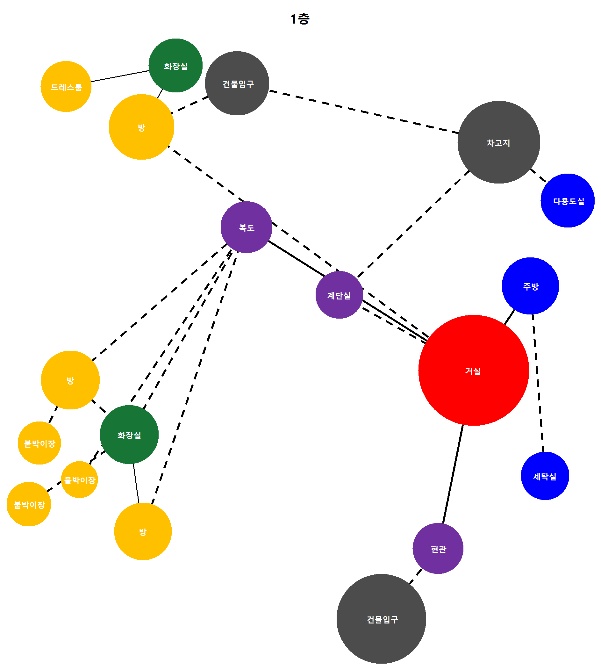 1층
화장실
드레스룸
건물입구
방
차고지
다용도실
복도
주방
계단실
거실
방
화장실
붙박이장
붙박이장
세탁실
붙박이장
방
현관
건물입구